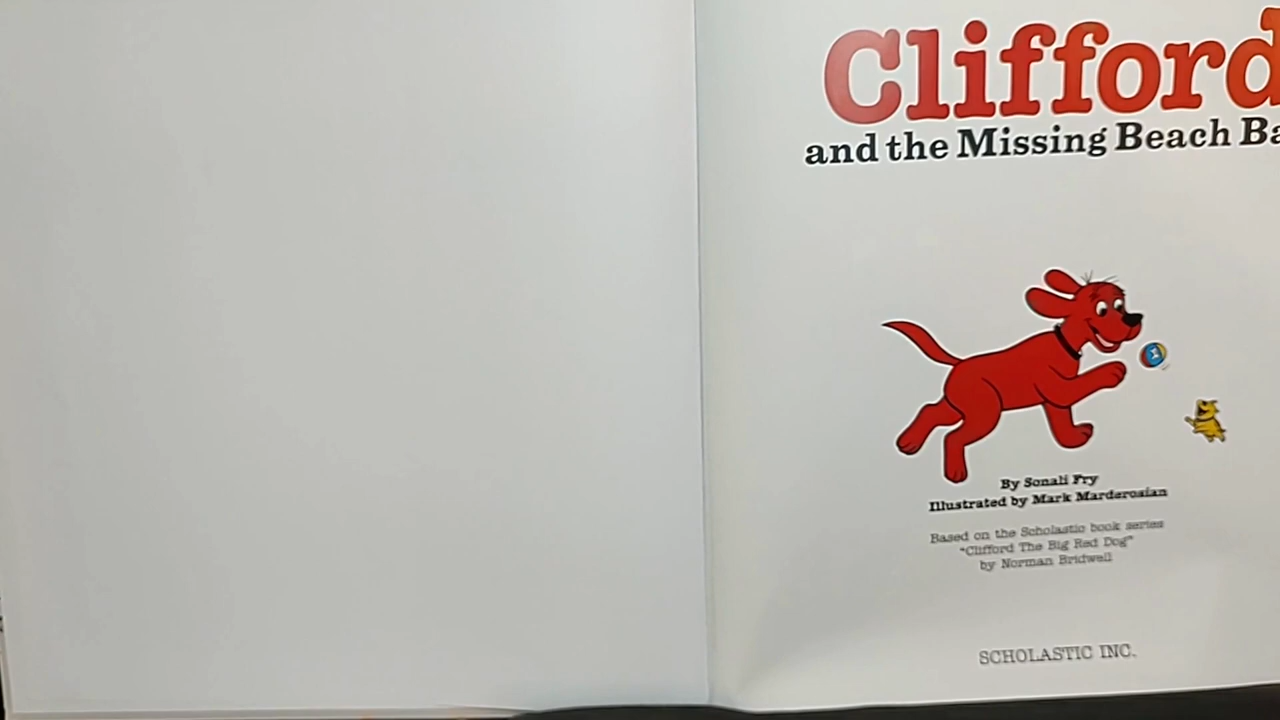 Clifford
and the Missing Beach Ba
By Sonali Fry
Illustrated by Mark Marderosian
Based on the Scholastic book series
"Clifford The Big Red Dog"
by Norman Bridwell
SCHOLASTIC INC.